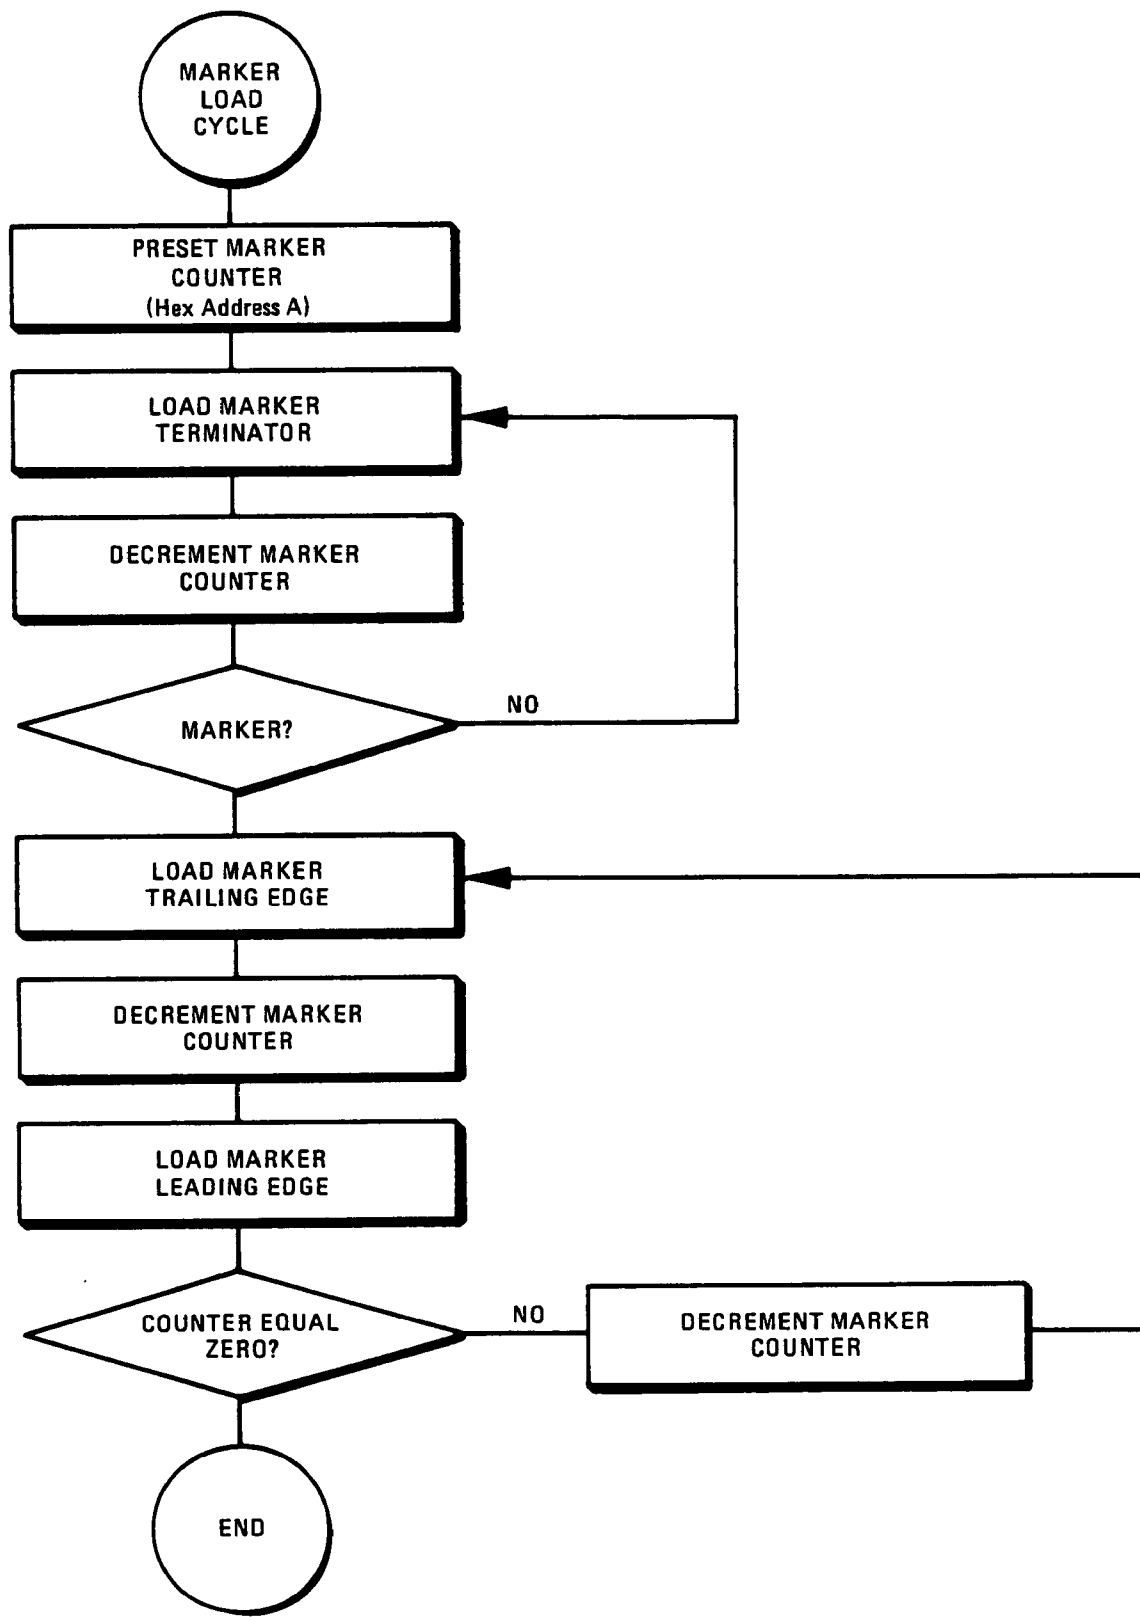 MARKER
LOAD
CYCLE
PRESET MARKER
COUNTER
(Hex Address A)
LOAD MARKER
TERMINATOR
DECREMENT MARKER
COUNTER
MARKER?
NO
LOAD MARKER
TRAILING EDGE
DECREMENT MARKER
COUNTER
LOAD MARKER
LEADING EDGE
COUNTER EQUAL
ZERO?
NO
DECREMENT MARKER
COUNTER
END